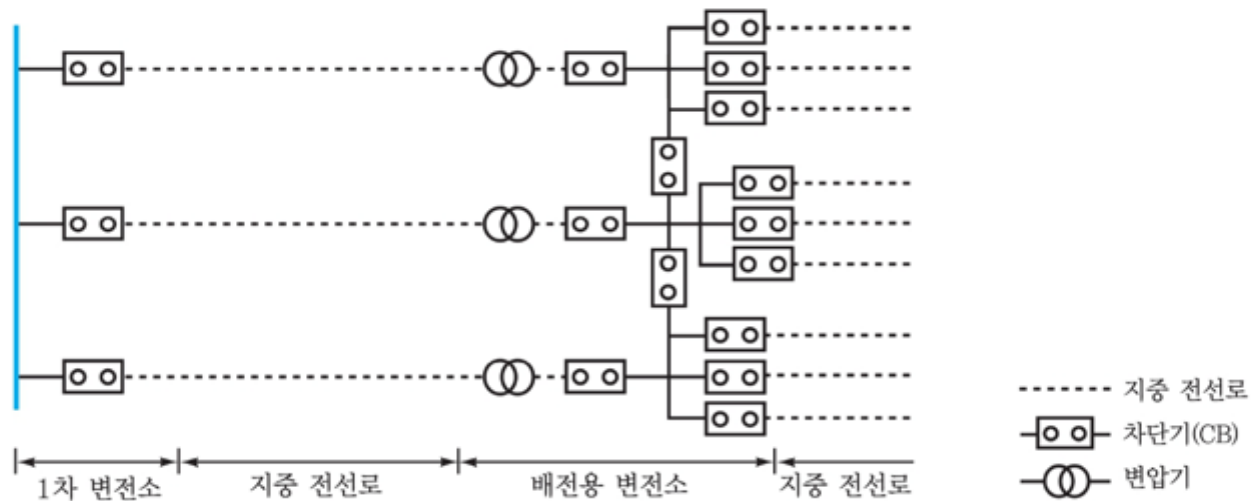 지중 전선로
차단기(CB)
변압기
1차 변전소
지중 전선로
배전용 변전소
지중 전선로